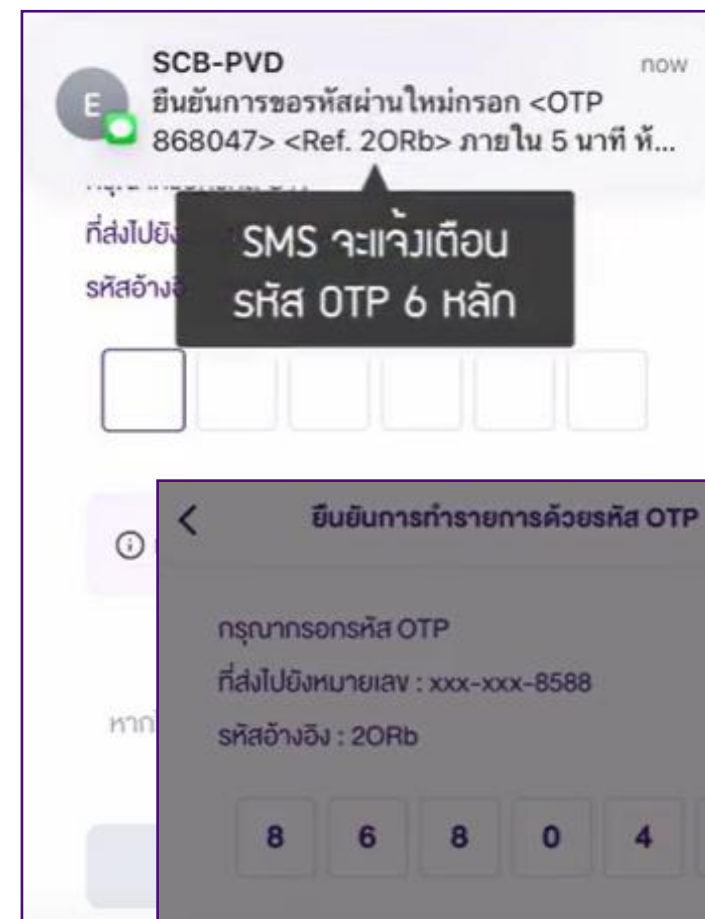 SCB-PVD now
E ยืนยันการขอรหัสผ่านใหม่กรอก <OTP
868047> <Ref. 2ORb> ภายใน 5 นาที ห้...
ที่ส่งไปยัง
รหัสอ้างอิ
SMS จะแจ้งเตือน
รหัส OTP 6 หลัก
ยืนยันการทำรายการด้วยรหัส OTP
กรุณากรอกรหัส OTP
ที่ส่งไปยังหมายเลข : xxx-xxx-8588
รหัสอ้างอิง : 2ORb
หาก
8 6 8 0 4